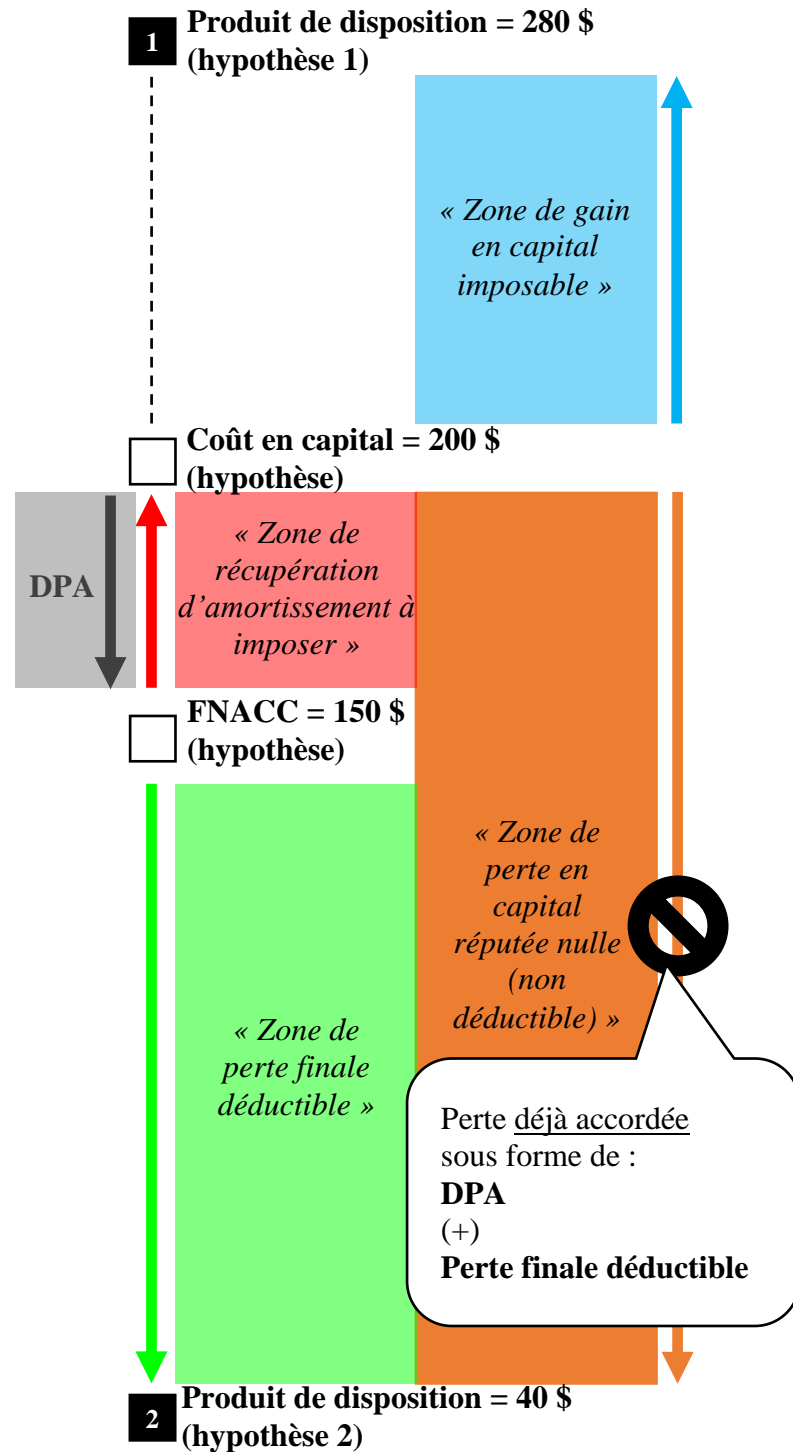 1
Produit de disposition = 280 $
(hypothèse 1)
« Zone de gain
en capital
imposable »
Coût en capital = 200 $
(hypothèse)
DPA
« Zone de
récupération
d’amortissement à
imposer »
FNACC = 150 $
(hypothèse)
« Zone de
perte en
capital
réputée nulle
(non
déductible) »
« Zone de
perte finale
déductible »
Perte déjà accordée
sous forme de :
DPA
(+)
Perte finale déductible
2
Produit de disposition = 40 $
(hypothèse 2)